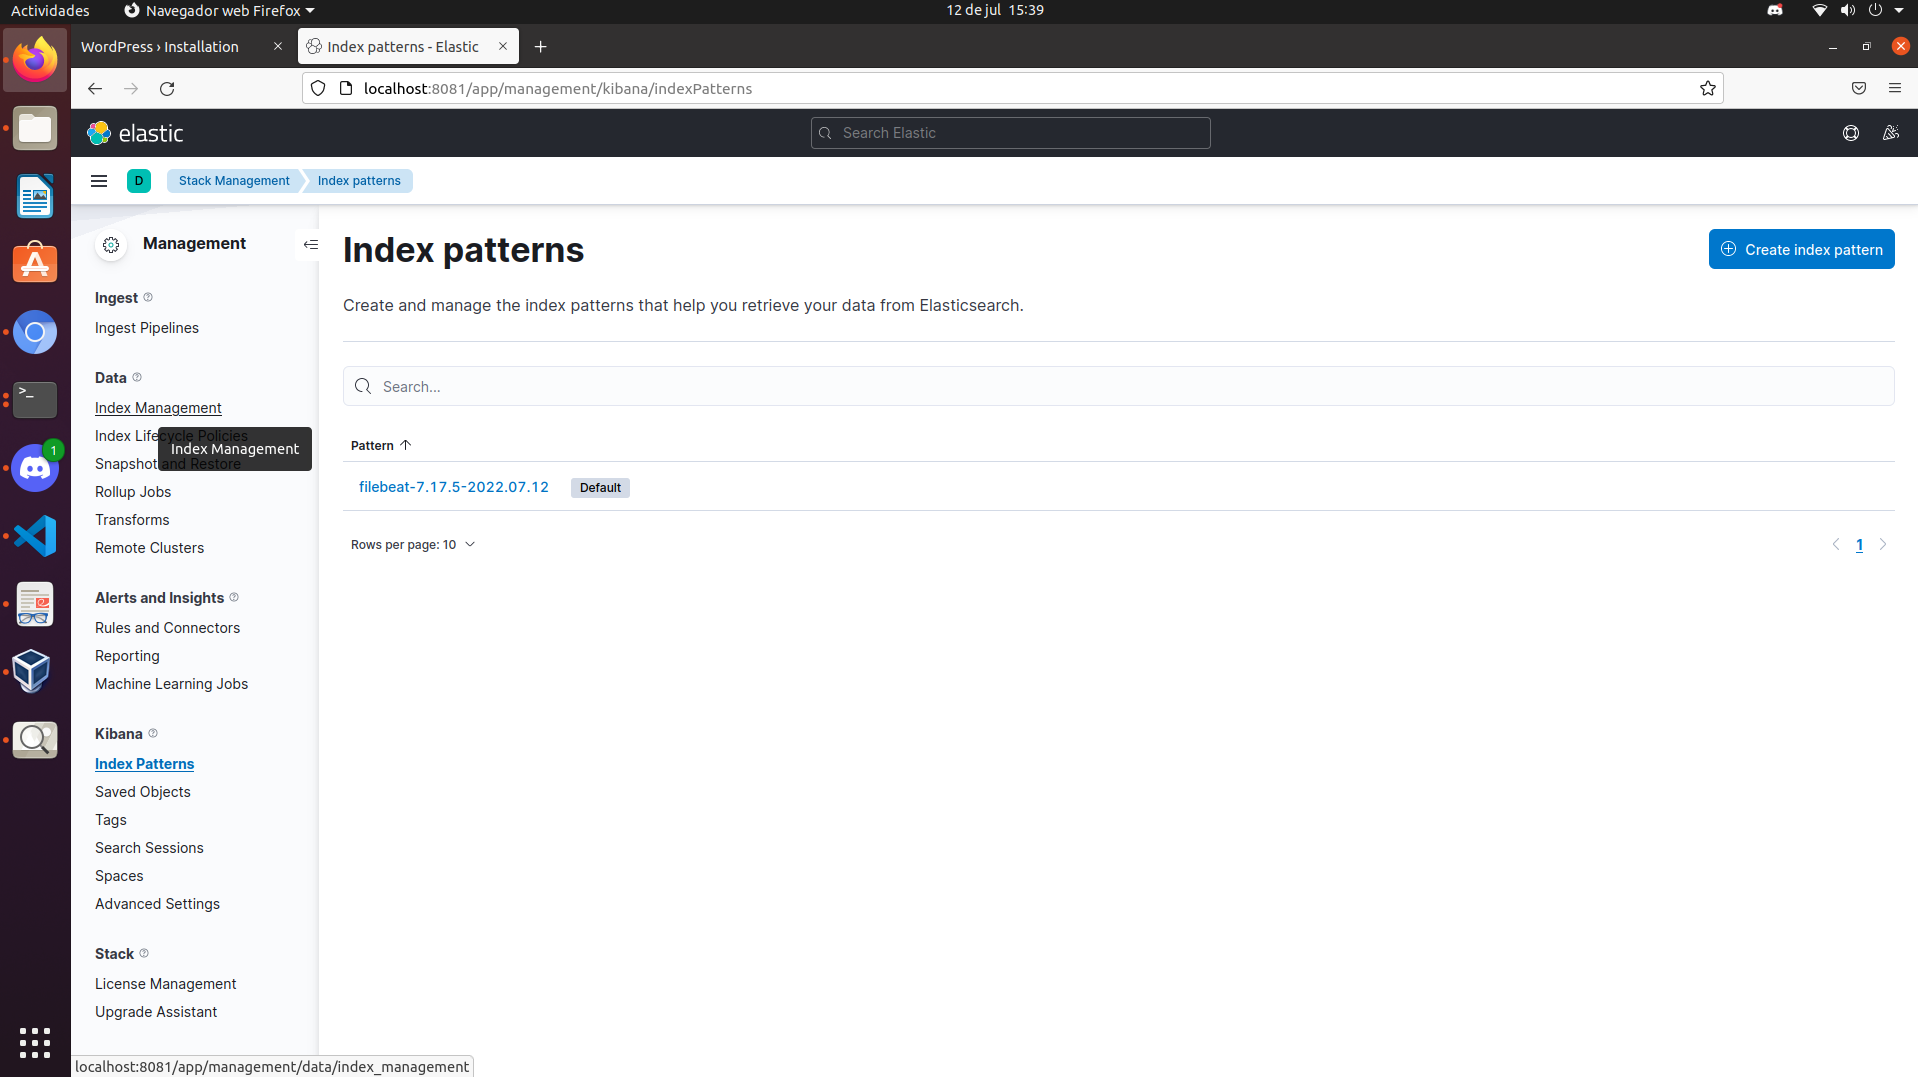 Actividades
Navegador web Firefox
12 de jul 15:39
WordPress › Installation
Index patterns - Elastic
localhost:8081/app/management/kibana/indexPatterns
elastic
Search Elastic
D
Stack Management
Index patterns
Management
Ingest
Ingest Pipelines
Data
Index Management
Index Lifecycle Policies
Index Management
Snapshot and Restore
Rollup Jobs
Transforms
Remote Clusters
Alerts and Insights
Rules and Connectors
Reporting
Machine Learning Jobs
Kibana
Index Patterns
Saved Objects
Tags
Search Sessions
Spaces
Advanced Settings
Stack
License Management
Upgrade Assistant
Index patterns
Create index pattern
Create and manage the index patterns that help you retrieve your data from Elasticsearch.
Search...
Pattern
filebeat-7.17.5-2022.07.12
Default
Rows per page: 10
1
1
>_
localhost:8081/app/management/data/index_management